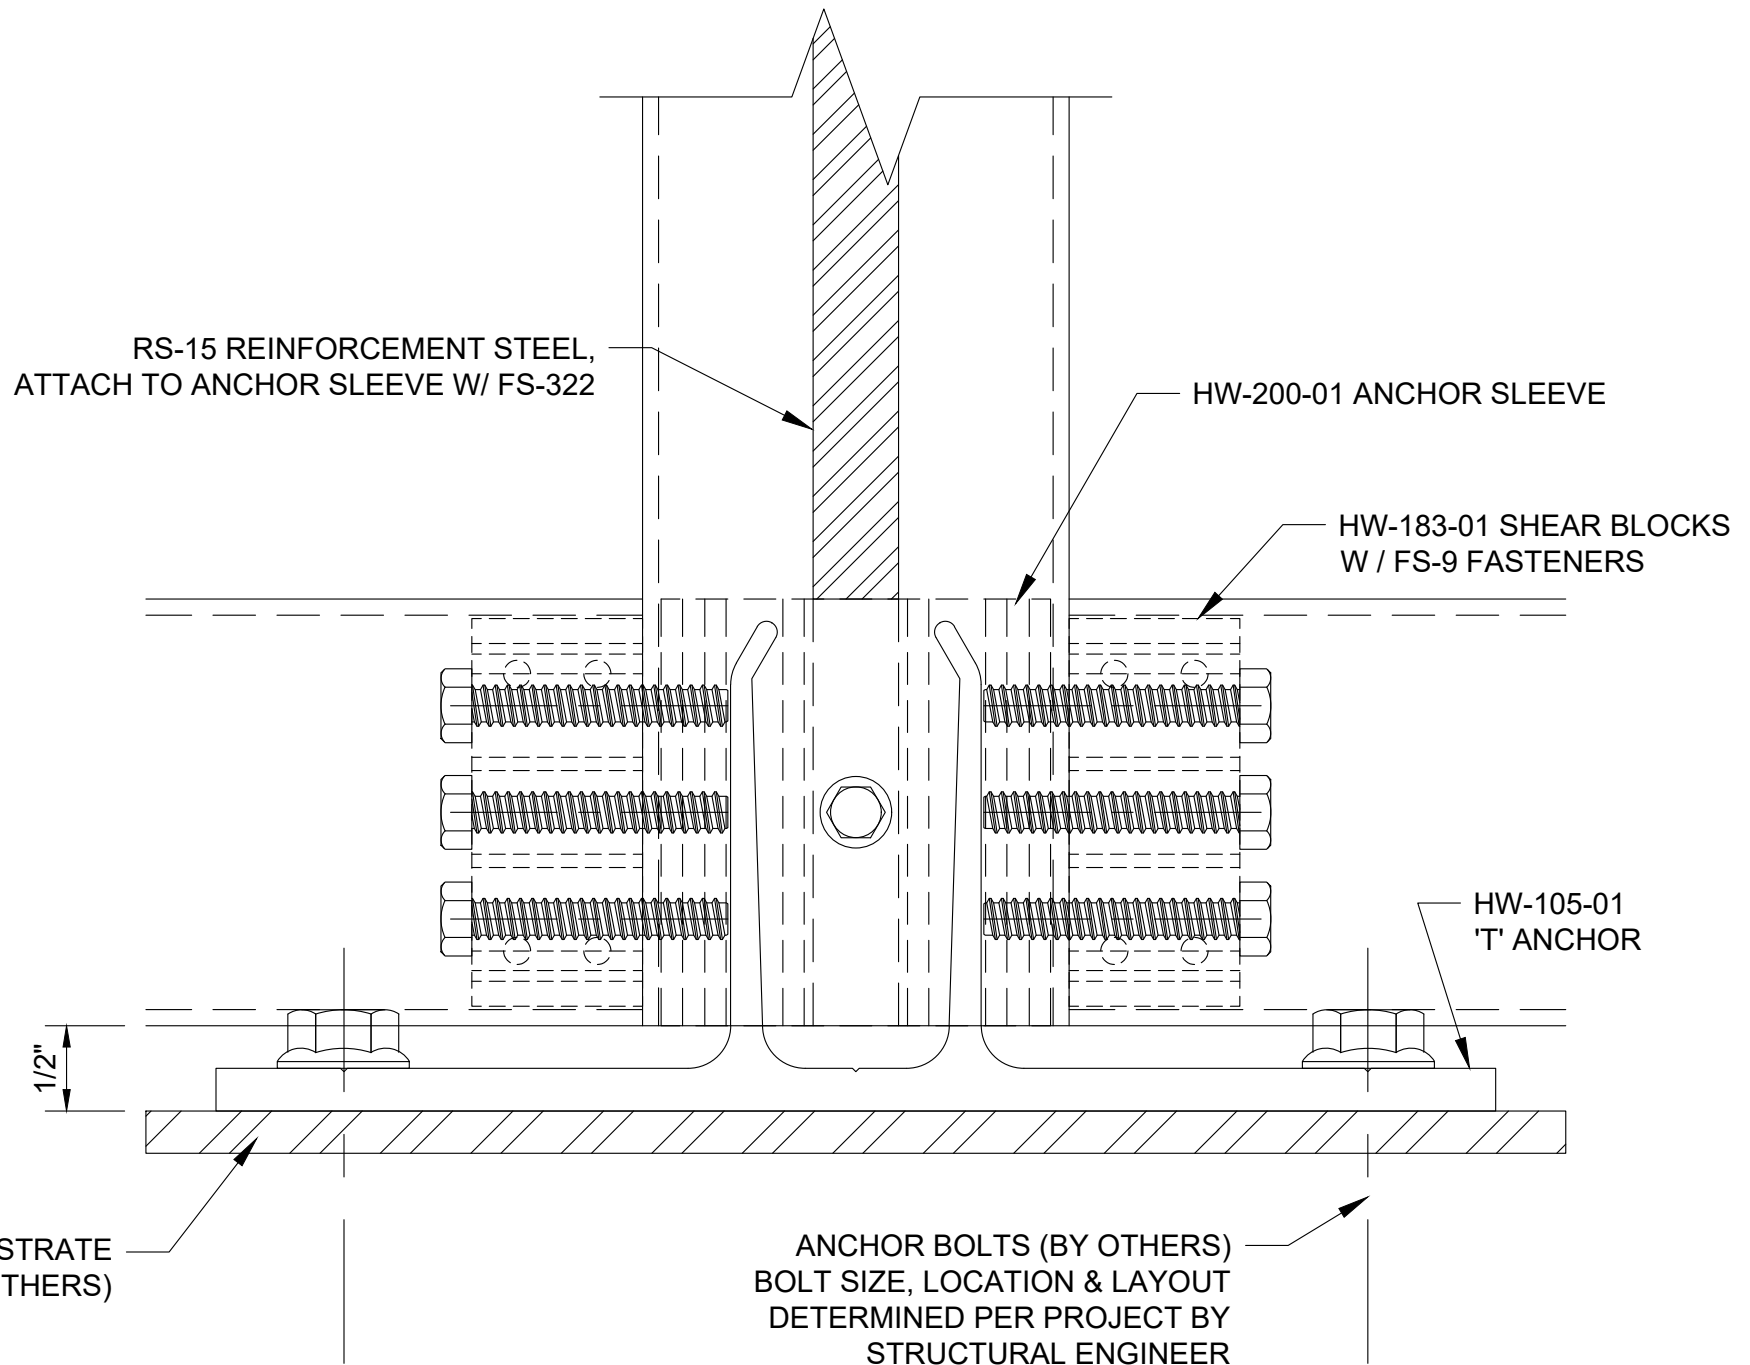 RS-15 REINFORCEMENT STEEL,
ATTACH TO ANCHOR SLEEVE W/ FS-322
HW-200-01 ANCHOR SLEEVE
HW-183-01 SHEAR BLOCKS
W / FS-9 FASTENERS
HW-105-01
'T' ANCHOR
1/2"
STRATE
THERS)
ANCHOR BOLTS (BY OTHERS)
BOLT SIZE, LOCATION & LAYOUT
DETERMINED PER PROJECT BY
STRUCTURAL ENGINEER